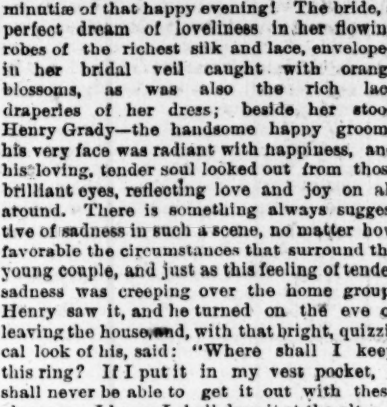 minutiæ of that happy evening! The bride,
perfect dream of loveliness in her flowin
robes of the richest silk and lace, envelope
in her bridal veil caught with orang
blossoms, as was also the rich lac
draperies of her dress; beside her stoo
Henry Grady—the handsome happy groom
his very face was radiant with happiness, an
his loving, tender soul looked out from thos
brilliant eyes, reflecting love and joy on al
around. There is something always sugges
tive of sadness in such a scene, no matter how
favorable the circumstances that surround th
young couple, and just as this feeling of tende
sadness was creeping over the home group
Henry saw it, and he turned on the eve o
leaving the house, and, with that bright, quizzi
cal look of his, said: "Where shall I kee
this ring? If I put it in my vest pocket,
shall never be able to get it out with thes